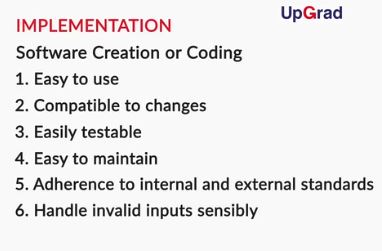 UpGrad
IMPLEMENTATION
Software Creation or Coding
1. Easy to use
2. Compatible to changes
3. Easily testable
4. Easy to maintain
5. Adherence to internal and external standards
6. Handle invalid inputs sensibly